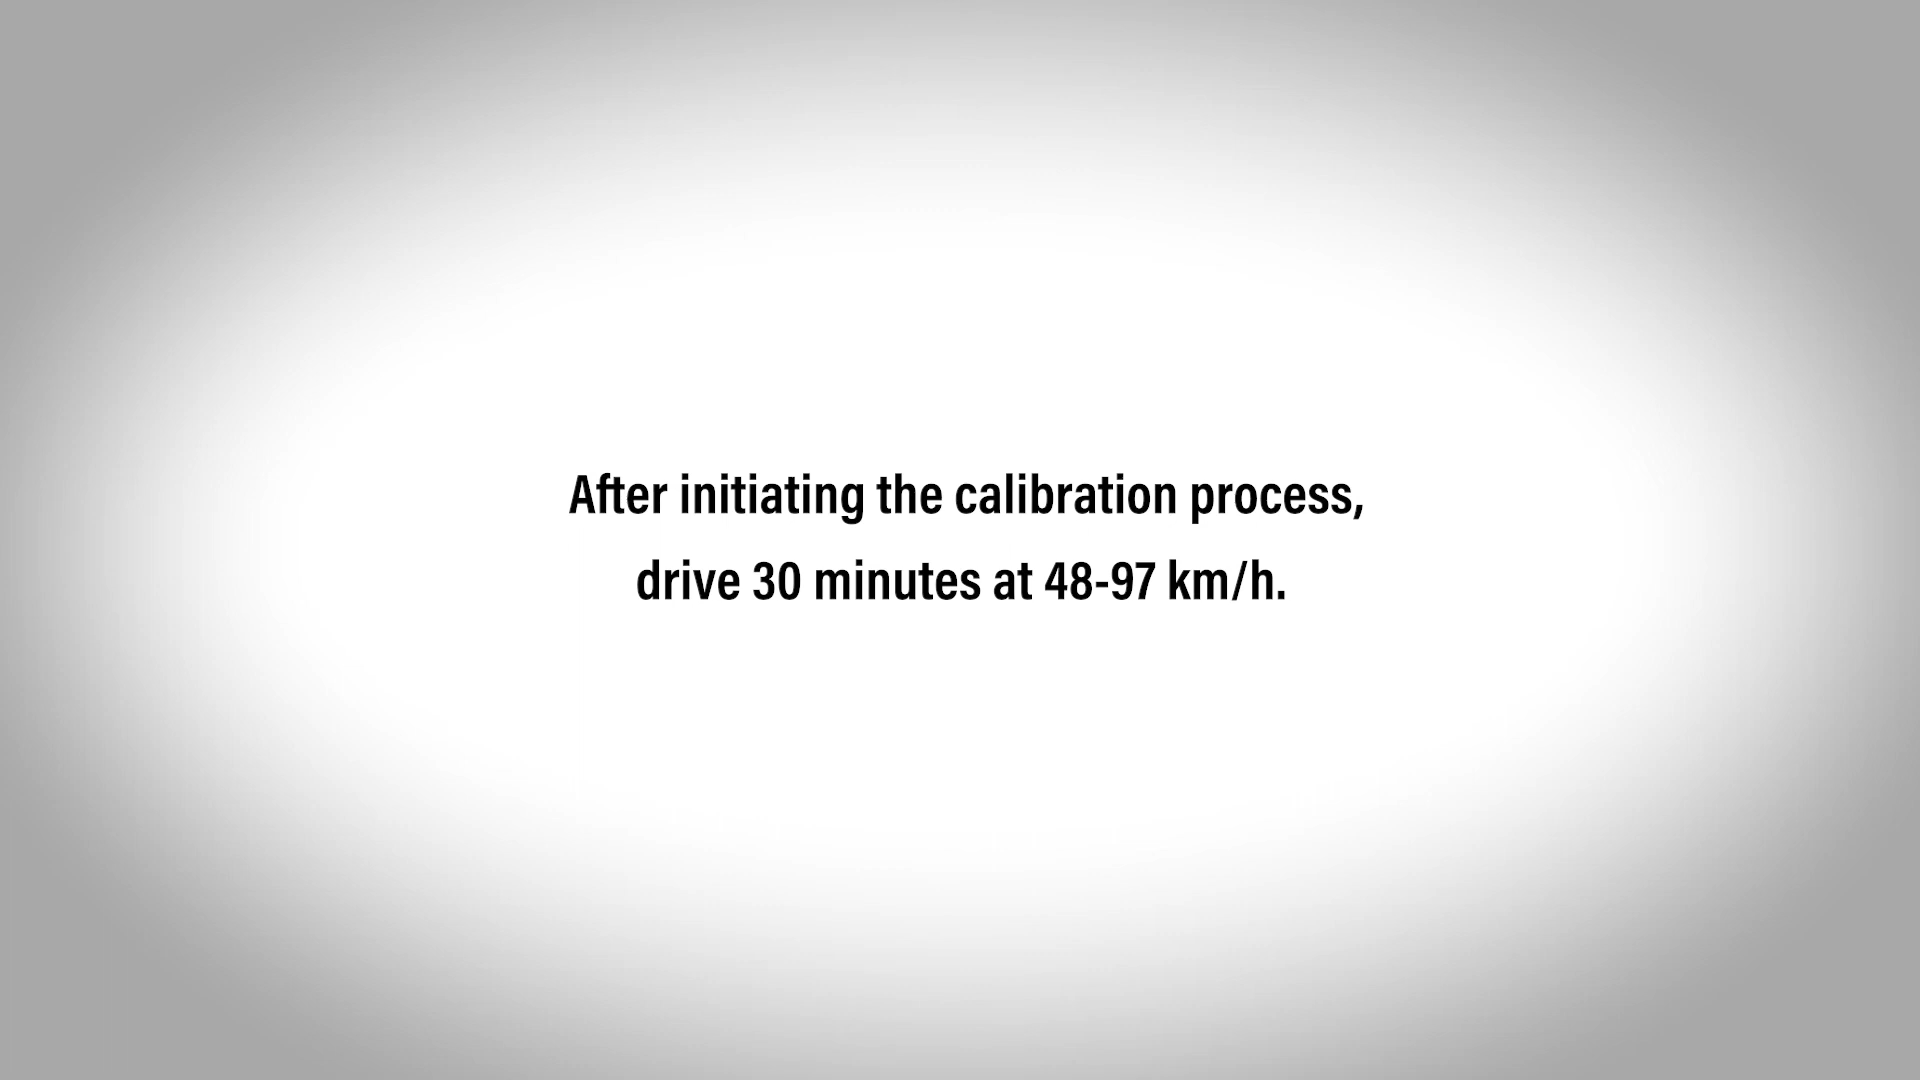 After initiating the calibration process,
drive 30 minutes at 48-97 km/h.